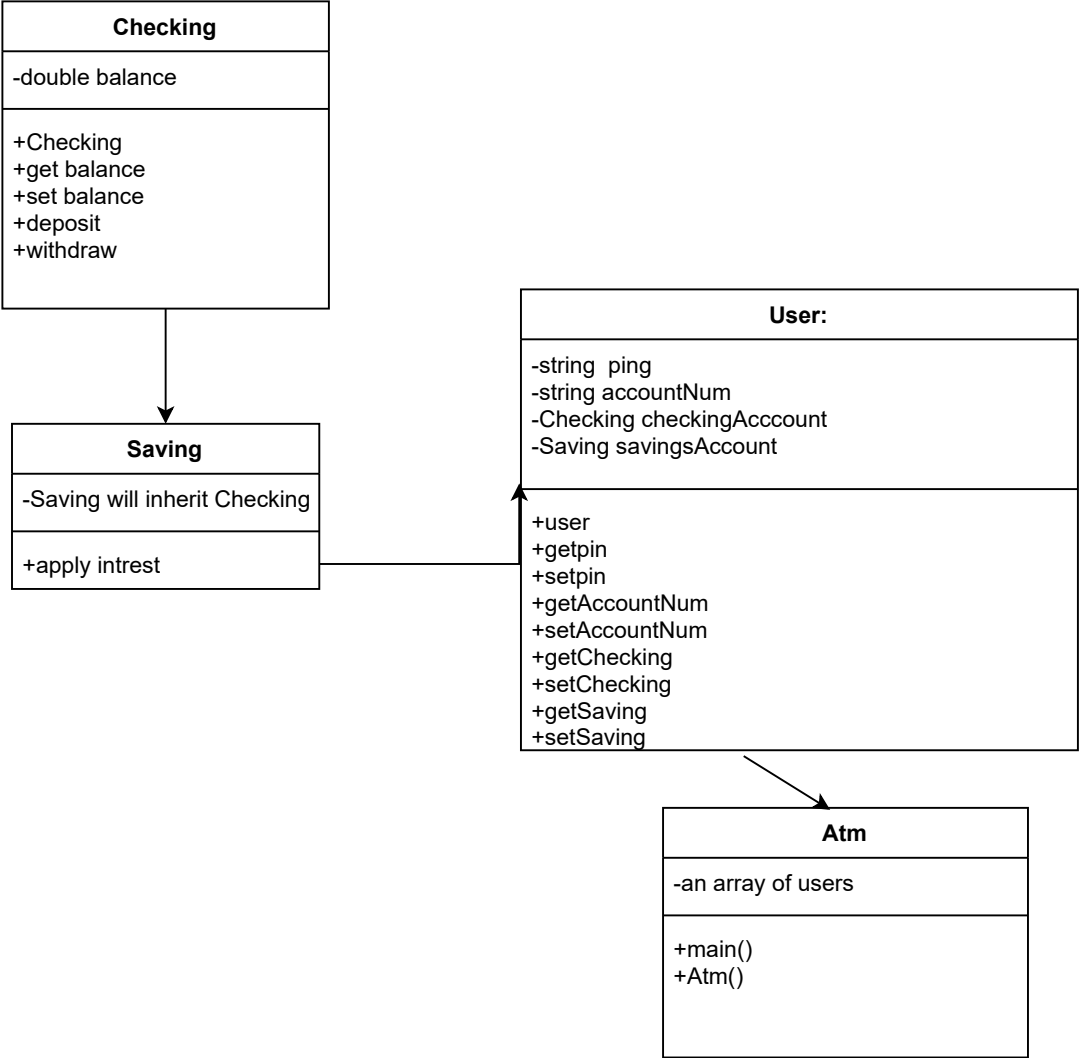 Checking
-double balance
+Checking
+get balance
+set balance
+deposit
+withdraw
Saving
-Saving will inherit Checking
+apply intrest
User:
-string  ping
-string accountNum
-Checking checkingAcccount
-Saving savingsAccount
+user
+getpin
+setpin
+getAccountNum
+setAccountNum
+getChecking
+setChecking
+getSaving
+setSaving
Atm
-an array of users
+main()
+Atm()